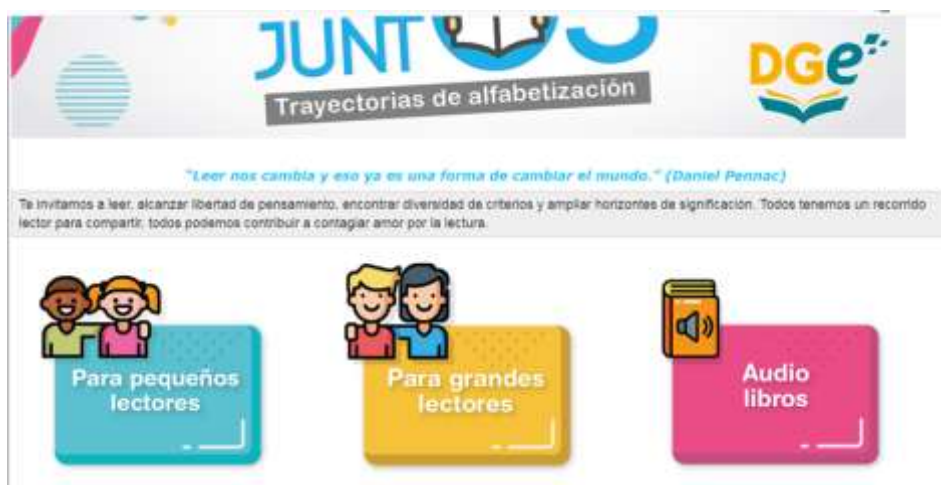 JUNTOS
Trayectorias de alfabetización
DGe
"Leer nos cambia y eso ya es una forma de cambiar el mundo." (Daniel Pennac)
Te invitamos a leer, alcanzar libertad de pensamiento, encontrar diversidad de criterios y ampliar horizontes de significación. Todos tenemos un recorrido
lector para compartir, todos podemos contribuir a contagiar amor por la lectura.
Para pequeños
lectores
Para grandes
lectores
Audio
libros